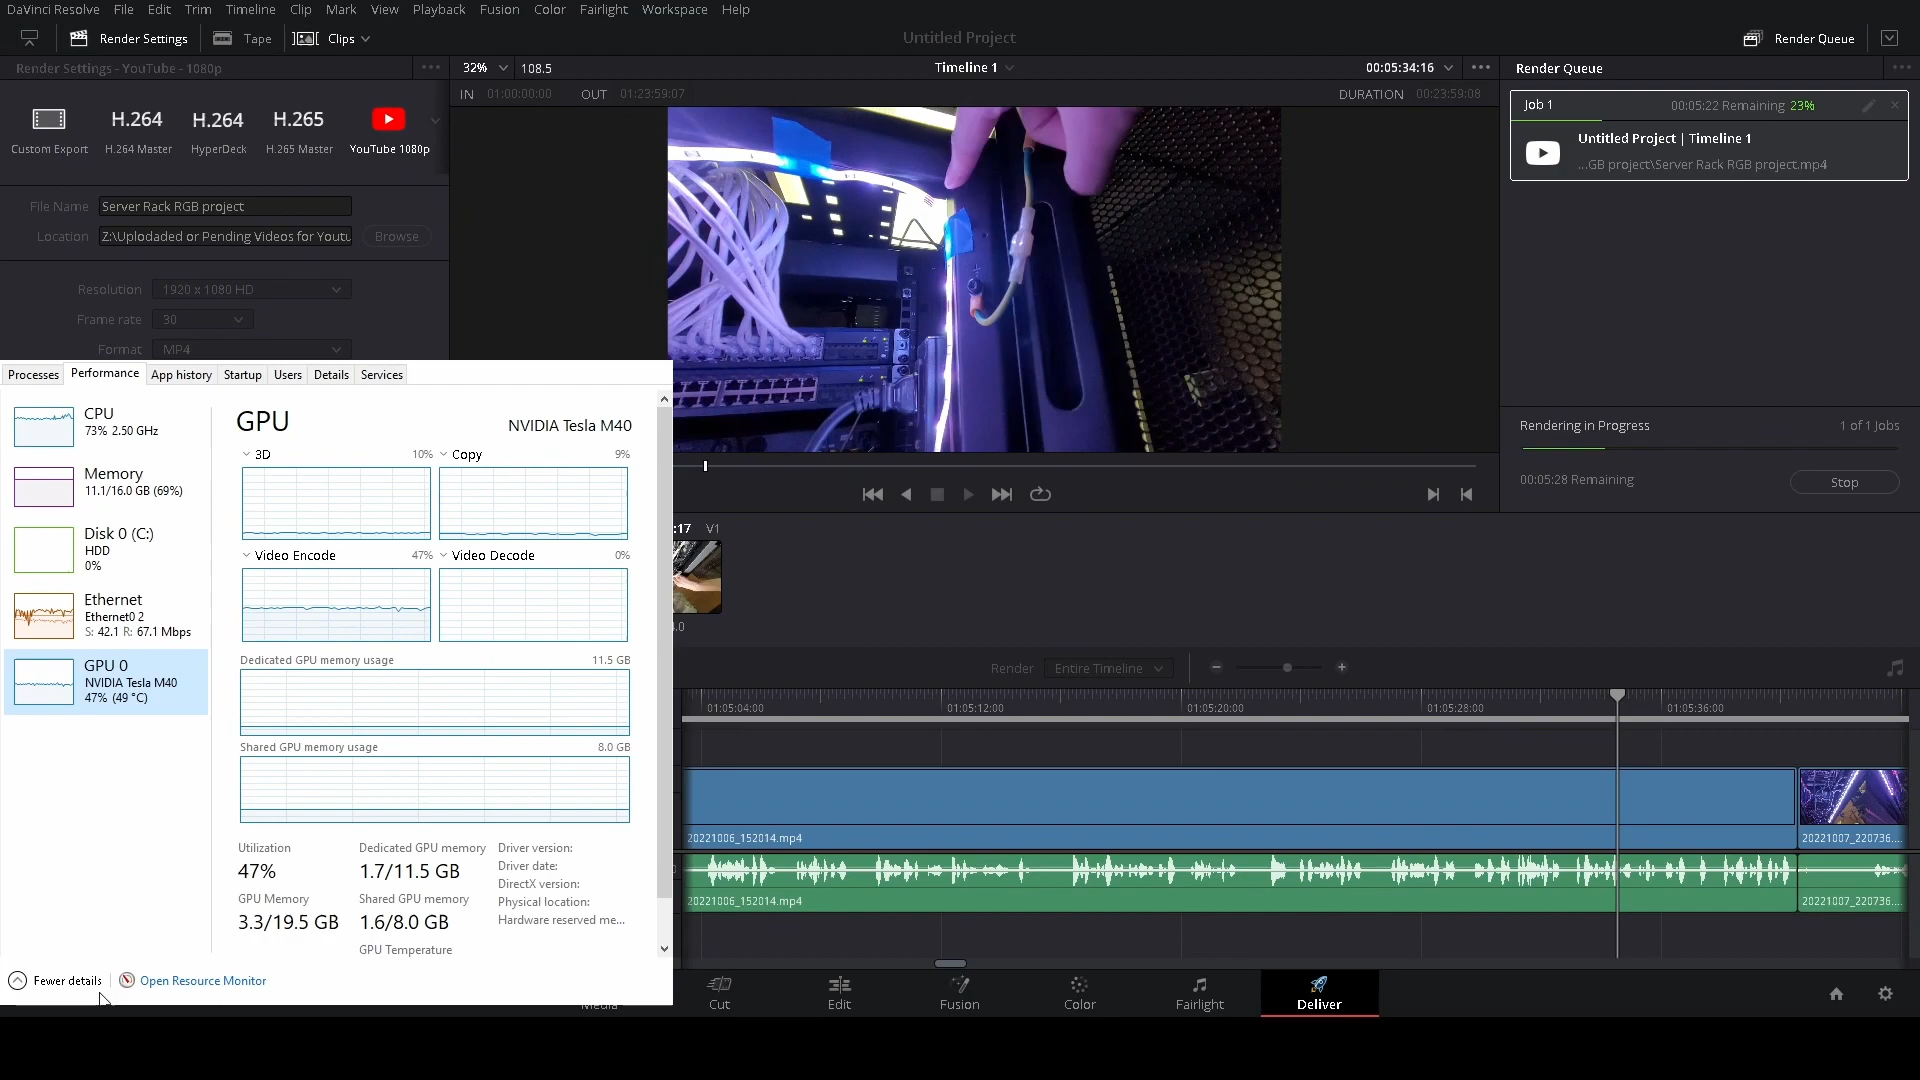 DaVinci Resolve File Edit Trim Timeline Clip Mark View Playback Fusion Color Fairlight Workspace Help
Render Settings Tape Clips Untitled Project Render Queue
Render Settings - YouTube - 1080p
32% 108.5 Timeline 1 00:05:34:16
Render Queue
IN 01:00:00:00 OUT 01:23:59:07 DURATION 00:23:59:08
H.264 H.264 H.265
Custom Export H.264 Master HyperDeck H.265 Master YouTube 1080p
Job 1 00:05:22 Remaining 23%
Untitled Project | Timeline 1
...GB project\Server Rack RGB project.mp4
File Name Server Rack RGB project
Location Z:\Uplodaded or Pending Videos for Youtu Browse
Resolution 1920 x 1080 HD
Frame rate 30
Format MP4
Rendering in Progress 1 of 1 Jobs
00:05:28 Remaining Stop
Processes Performance App history Startup Users Details Services
CPU
73% 2.50 GHz
Memory
11.1/16.0 GB (69%)
Disk 0 (C:)
HDD
0%
Ethernet
Ethernet0 2
S: 42.1 R: 67.1 Mbps
GPU 0
NVIDIA Tesla M40
47% (49 °C)
GPU NVIDIA Tesla M40
3D 10% Copy 9%
Video Encode 47% Video Decode 0%
Dedicated GPU memory usage 11.5 GB
Shared GPU memory usage 8.0 GB
Utilization
47%
GPU Memory
3.3/19.5 GB
Dedicated GPU memory
1.7/11.5 GB
Shared GPU memory
1.6/8.0 GB
GPU Temperature
Driver version:
Driver date:
DirectX version:
Physical location:
Hardware reserved me...
Fewer details Open Resource Monitor
:17 V1
.0
Render Entire Timeline
01:05:04:00 01:05:12:00 01:05:20:00 01:05:28:00 01:05:36:00
20221006_152014.mp4 20221007_220736....
20221006_152014.mp4 20221007_220736....
Media Cut Edit Fusion Color Fairlight Deliver